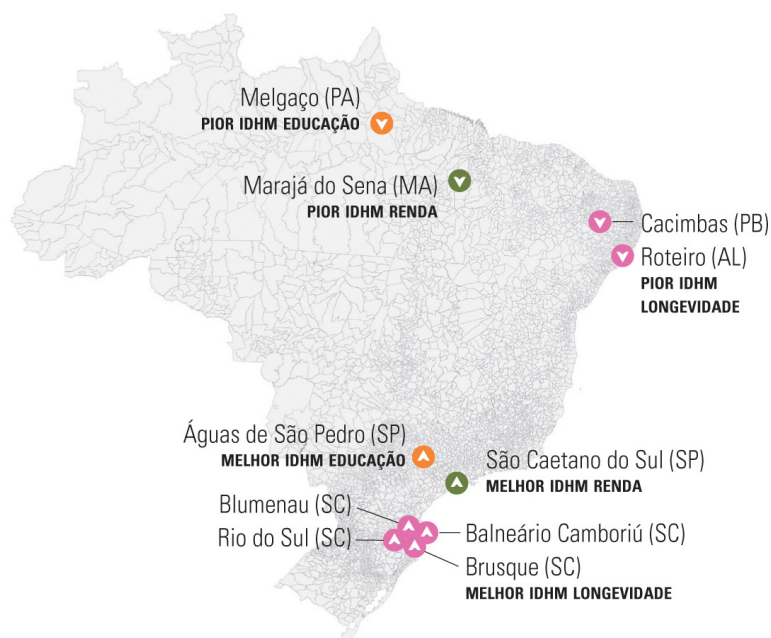 Melgaço (PA)
PIOR IDHM EDUCAÇÃO
Marajá do Sena (MA)
PIOR IDHM RENDA
Cacimbas (PB)
Roteiro (AL)
PIOR IDHM
LONGEVIDADE
Águas de São Pedro (SP)
MELHOR IDHM EDUCAÇÃO
São Caetano do Sul (SP)
MELHOR IDHM RENDA
Blumenau (SC)
Rio do Sul (SC)
Balneário Camboriú (SC)
Brusque (SC)
MELHOR IDHM LONGEVIDADE